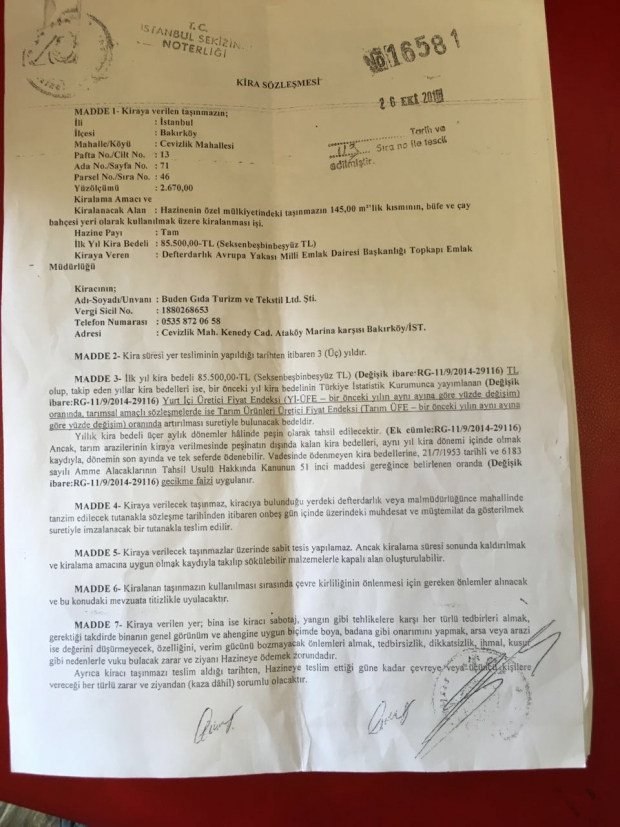 T. C.
İSTANBUL SEKİZİNCİ
NOTERLİĞİ
№ 16581
26 EKİ
Tarih ve
113 Sıra no ile tescil
edilmiştir.
KİRA SÖZLEŞMESİ
MADDE 1- Kiraya verilen taşınmazın;
İli : İstanbul
İlçesi : Bakırköy
Mahalle/Köyü : Cevizlik Mahallesi
Pafta No./Cilt No. : 13
Ada No./Sayfa No. : 71
Parsel No./Sıra No. : 46
Yüzölçümü : 2.670,00
Kiralama Amacı ve
Kiralanacak Alan : Hazinenin özel mülkiyetindeki taşınmazın 145,00 m²'lik kısmının, büfe ve çay
bahçesi yeri olarak kullanılmak üzere kiralanması işi.
Hazine Payı : Tam
İlk Yıl Kira Bedeli : 85.500,00-TL (Seksenbeşbinbeşyüz TL)
Kiraya Veren : Defterdarlık Avrupa Yakası Milli Emlak Dairesi Başkanlığı Topkapı Emlak
Müdürlüğü
Kiracının;
Adı-Soyadı/Unvanı : Buden Gıda Turizm ve Tekstil Ltd. Şti.
Vergi Sicil No. : 1880268653
Telefon Numarası : 0535 872 06 58
Adresi : Cevizlik Mah. Kenedy Cad. Ataköy Marina karşısı Bakırköy/İST.
MADDE 2- Kira süresi yer tesliminin yapıldığı tarihten itibaren 3 (Üç) yıldır.
MADDE 3- İlk yıl kira bedeli 85.500,00-TL (Seksenbeşbinbeşyüz TL) (Değişik ibare:RG-11/9/2014-29116) TL
olup, takip eden yıllar kira bedelleri ise, bir önceki yıl kira bedelinin Türkiye İstatistik Kurumunca yayımlanan (Değişik
ibare:RG-11/9/2014-29116) Yurt İçi Üretici Fiyat Endeksi (Yİ-ÜFE – bir önceki yılın aynı ayına göre yüzde değişim)
oranında, tarımsal amaçlı sözleşmelerde ise Tarım Ürünleri Üretici Fiyat Endeksi (Tarım ÜFE – bir önceki yılın aynı ayına
göre yüzde değişim) oranında artırılması suretiyle bulunacak bedeldir.
Yıllık kira bedeli üçer aylık dönemler hâlinde peşin olarak tahsil edilecektir. (Ek cümle:RG-11/9/2014-29116)
Ancak, tarım arazilerinin kiraya verilmesinde peşinatın dışında kalan kira bedelleri, aynı yıl kira dönemi içinde olmak
kaydıyla, dönemin son ayında ve tek seferde ödenebilir. Vadesinde ödenmeyen kira bedellerine, 21/7/1953 tarihli ve 6183
sayılı Amme Alacaklarının Tahsil Usulü Hakkında Kanunun 51 inci maddesi gereğince belirlenen oranda (Değişik
ibare:RG-11/9/2014-29116) gecikme faizi uygulanır.
MADDE 4- Kiraya verilecek taşınmaz, kiracıya bulunduğu yerdeki defterdarlık veya malmüdürlüğünce mahallinde
tanzim edilecek tutanakla sözleşme tarihinden itibaren onbeş gün içinde üzerindeki muhdesat ve müştemilat da gösterilmek
suretiyle imzalanacak bir tutanakla teslim edilir.
MADDE 5- Kiraya verilecek taşınmazlar üzerinde sabit tesis yapılamaz. Ancak kiralama süresi sonunda kaldırılmak
ve kiralama amacına uygun olmak kaydıyla takılıp sökülebilir malzemelerle kapalı alan oluşturulabilir.
MADDE 6- Kiralanan taşınmazın kullanılması sırasında çevre kirliliğinin önlenmesi için gereken önlemler alınacak
ve bu konudaki mevzuata titizlikle uyulacaktır.
MADDE 7- Kiraya verilen yer; bina ise kiracı sabotaj, yangın gibi tehlikelere karşı her türlü tedbirleri almak,
gerektiği takdirde binanın genel görünüm ve ahengine uygun biçimde boya, badana gibi onarımını yapmak, arsa veya arazi
ise değerini düşürmeyecek, özelliğini, verim gücünü bozmayacak önlemleri almak, tedbirsizlik, dikkatsizlik, ihmal, kusur
gibi nedenlerle vuku bulacak zarar ve ziyanı Hazineye ödemek zorundadır.
Ayrıca kiracı taşınmazı teslim aldığı tarihten, Hazineye teslim ettiği güne kadar çevreye veya üçüncü kişilere
vereceği her türlü zarar ve ziyandan (kaza dâhil) sorumlu olacaktır.